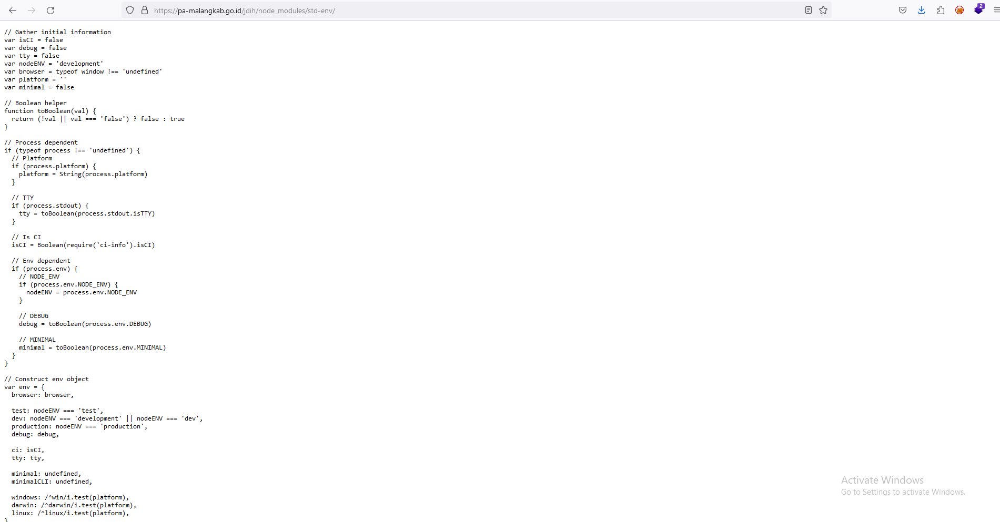 https://pa-malangkab.go.id/jdih/node_modules/std-env/
2
// Gather initial information
var isCI = false
var debug = false
var tty = false
var nodeENV = 'development'
var browser = typeof window !== 'undefined'
var platform = ''
var minimal = false
// Boolean helper
function toBoolean(val) {
  return (!val || val === 'false') ? false : true
}
// Process dependent
if (typeof process !== 'undefined') {
  // Platform
  if (process.platform) {
    platform = String(process.platform)
  }
  // TTY
  if (process.stdout) {
    tty = toBoolean(process.stdout.isTTY)
  }
  // Is CI
  isCI = Boolean(require('ci-info').isCI)
  // Env dependent
  if (process.env) {
    // NODE_ENV
    if (process.env.NODE_ENV) {
      nodeENV = process.env.NODE_ENV
    }
    // DEBUG
    debug = toBoolean(process.env.DEBUG)
    // MINIMAL
    minimal = toBoolean(process.env.MINIMAL)
  }
}
// Construct env object
var env = {
  browser: browser,
  test: nodeENV === 'test',
  dev: nodeENV === 'development' || nodeENV === 'dev',
  production: nodeENV === 'production',
  debug: debug,
  ci: isCI,
  tty: tty,
  minimal: undefined,
  minimalCLI: undefined,
  windows: /^win/i.test(platform),
  darwin: /^darwin/i.test(platform),
  linux: /^linux/i.test(platform),
}
Activate Windows
Go to Settings to activate Windows.